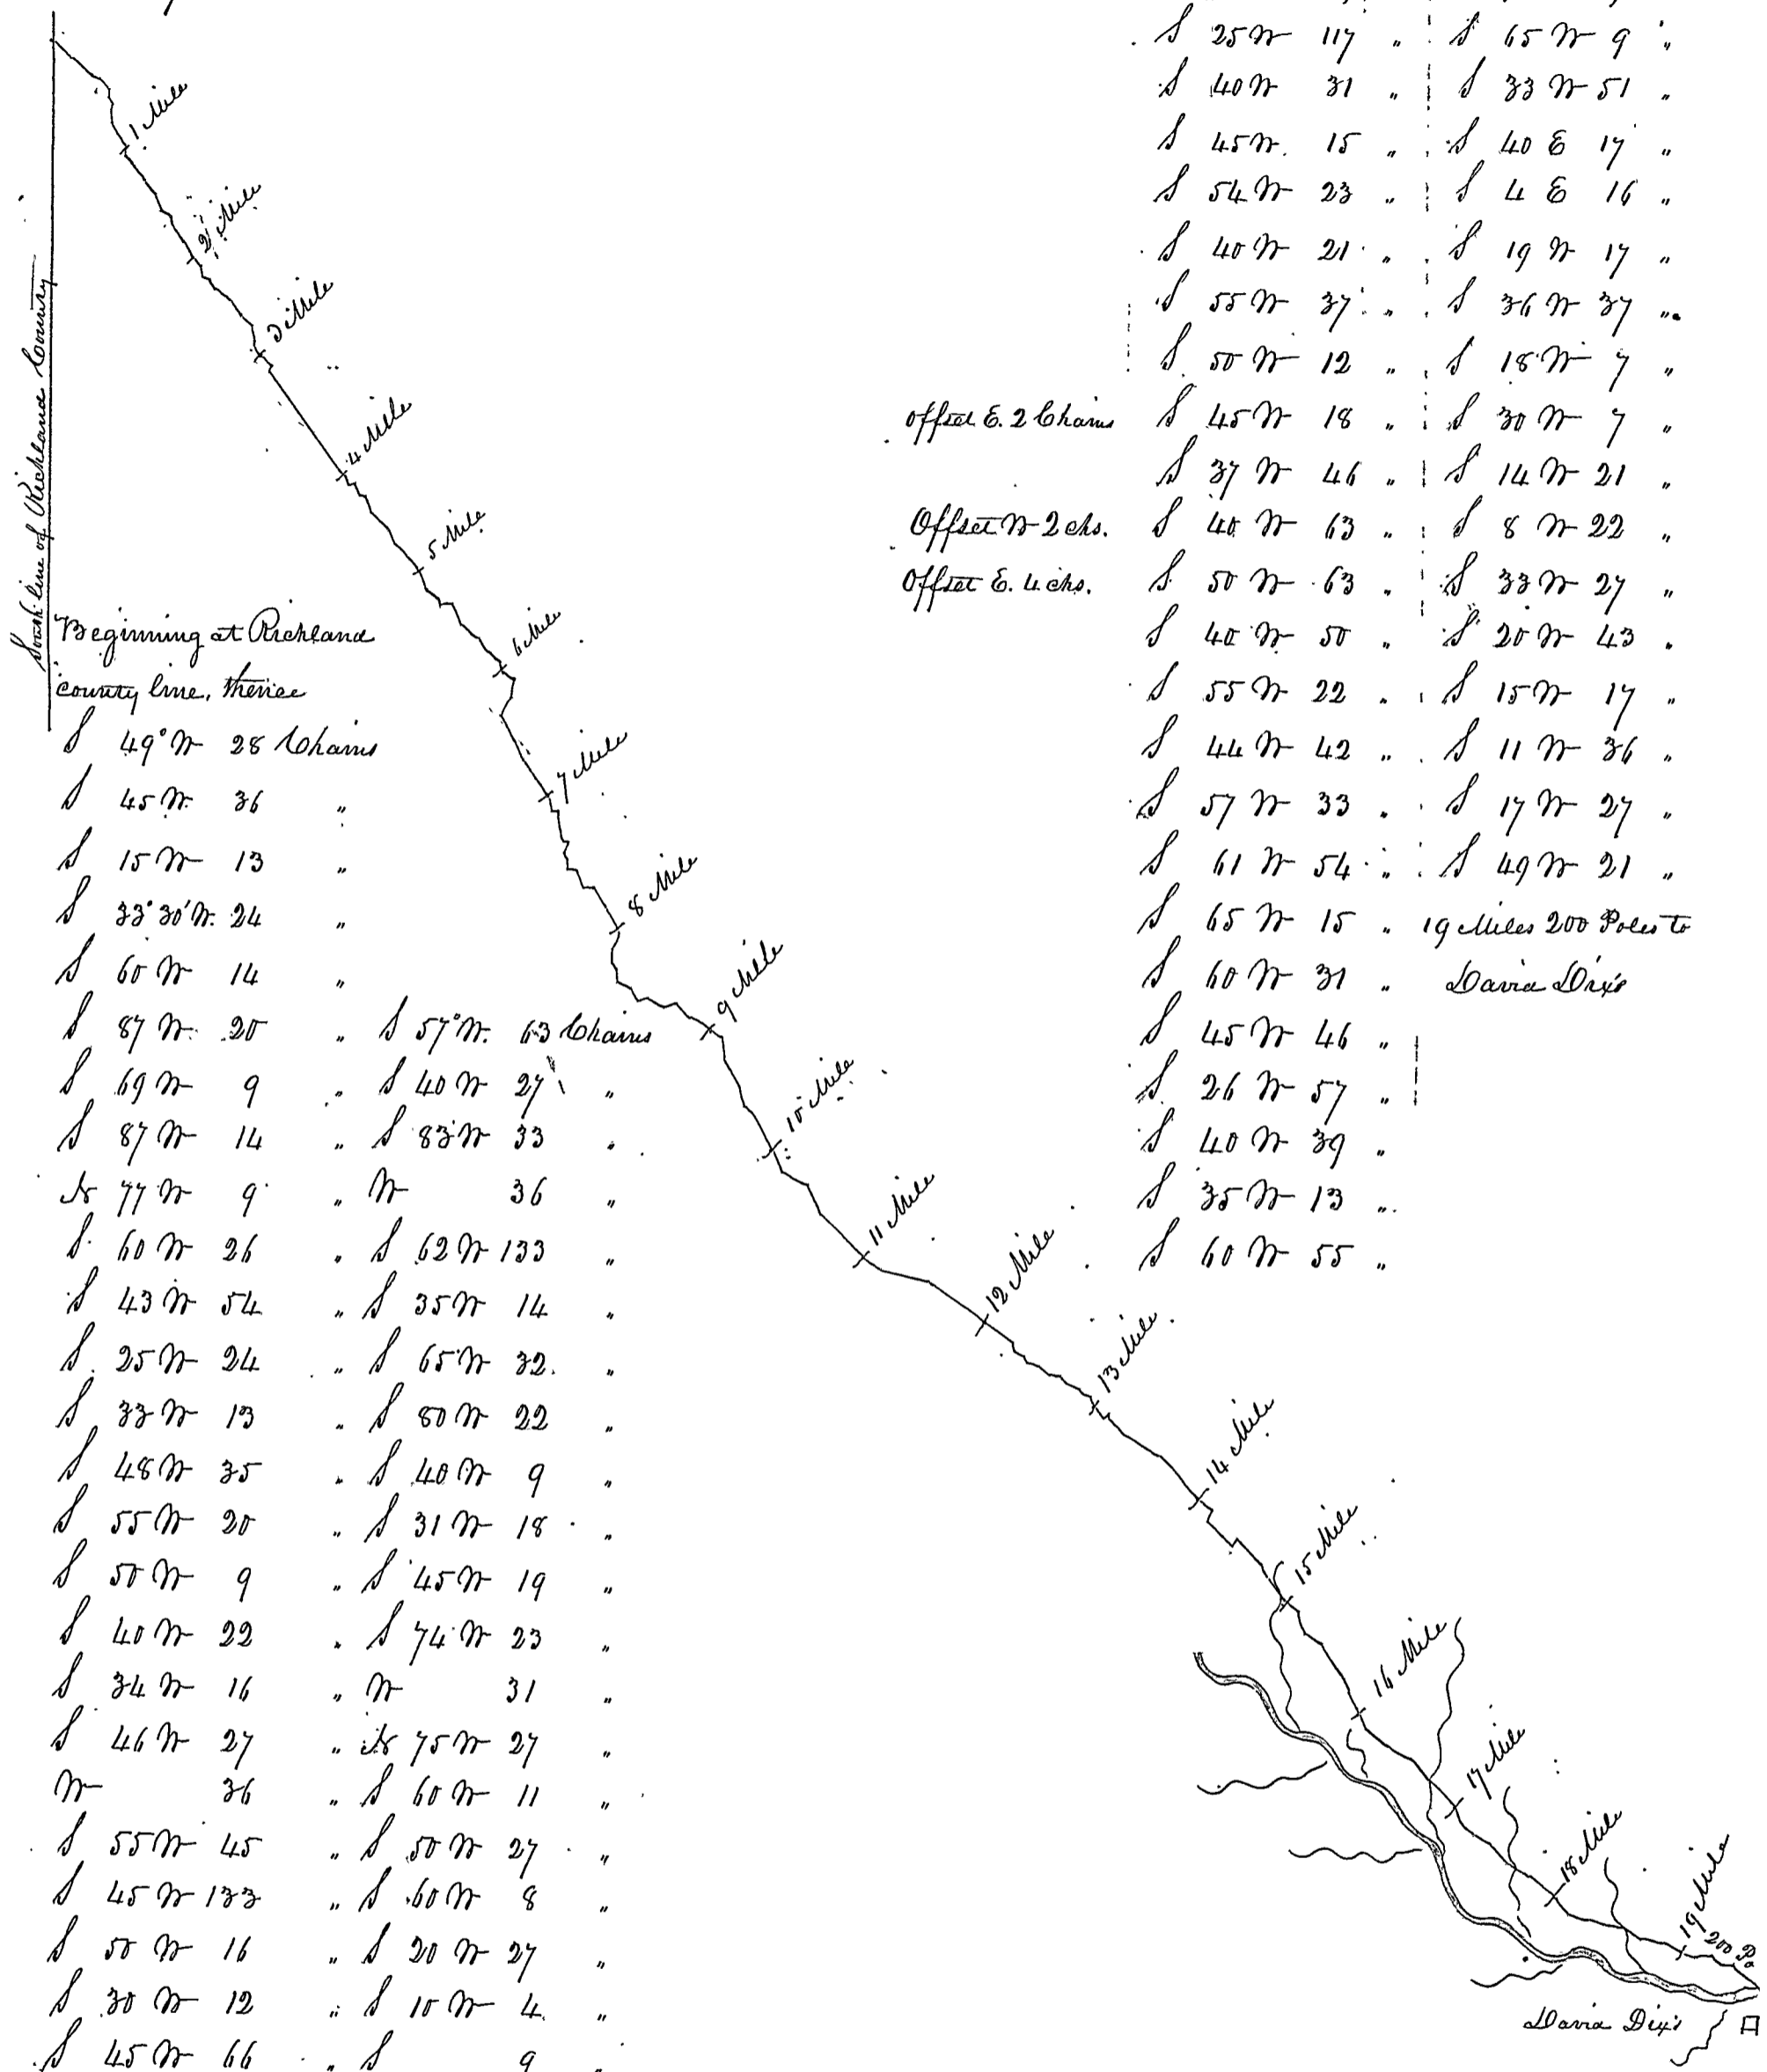 South line of Richland County
1 Mile
2 Mile
3 Mile
4 Mile
5 Mile
6 Mile
7 Mile
8 Mile
9 Mile
10 Mile
11 Mile
12 Mile
13 Mile
14 Mile
15 Mile
16 Mile
17 Mile
18 Mile
19 Mile
200 Po
David Dix's
Beginning at Richland
county line, thence
S 49° W 28 Chains
S 45 W. 36 "
S 15 W 13 "
S 33° 30' W. 24 "
S 60 W 14 "
S 87 W. 20 "
S 69 W 9 "
S 87 W 14 "
N 77 W 9 "
S. 60 W 26 "
S 43 W 54 "
S. 25 W 24 "
S 33 W 13 "
S 48 W 35 "
S 55 W 20 "
S 50 W 9 "
S 40 W 22 "
S 34 W 16 "
S 46 W 27 "
W 36 "
S 55 W 45 "
S 45 W 133 "
S 50 W 16 "
S 30 W 12 "
S 45 W 66 "
S 57° W. 63 Chains
S 40 W 27 "
S 83 W 33 "
W 36 "
S 62 W 133 "
S 35 W 14 "
S 65 W 32. "
S 80 W 22 "
S 40 W 9 "
S 31 W 18 "
S 45 W 19 "
S 74 W 23 "
W 31 "
N 75 W 27 "
S 60 W 11 "
S 50 W 27 "
S 60 W 8 "
S 20 W 27 "
S 10 W 4. "
S 9 "
S 25 W 117 "
S 40 W 31 "
S 45 W. 15 "
S 54 W 23 "
S 40 W 21 "
S 55 W 37 "
S 50 W 12 "
Offset E. 2 Chains S 45 W 18 "
S 37 W 46 "
Offset W 2 chs. S 40 W 63 "
Offset E. 4 chs. S 50 W 63 "
S 40 W 50 "
S 55 W 22 "
S 44 W 42 "
S 57 W 33 "
S 61 W 54 "
S 65 W 15 "
S 60 W 31 "
S 45 W 46 "
S 26 W 57 "
S 40 W 39 "
S 35 W 13 "
S 60 W 55 "
S 65 W 9 "
S 33 W 51 "
S 40 E 17 "
S 4 E 16 "
S 19 W 17 "
S 36 W 37 "
S 18 W 7 "
S 30 W 7 "
S 14 W 21 "
S 8 W 22 "
S 33 W 27 "
S 20 W 43 "
S 15 W 17 "
S 11 W 36 "
S 17 W 27 "
S 49 W 21 "
19 Miles 200 Poles to
David Dix's